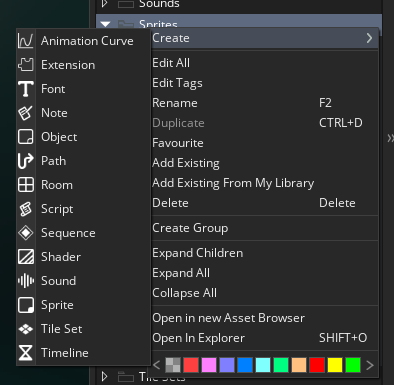 Sounds
Sprites
Create
Edit All
Edit Tags
Rename F2
Duplicate CTRL+D
Favourite
Add Existing
Add Existing From My Library
Delete Delete
Create Group
Expand Children
Expand All
Collapse All
Open in new Asset Browser
Open In Explorer SHIFT+O
Animation Curve
Extension
Font
Note
Object
Path
Room
Script
Sequence
Shader
Sound
Sprite
Tile Set
Timeline
Tile Sets